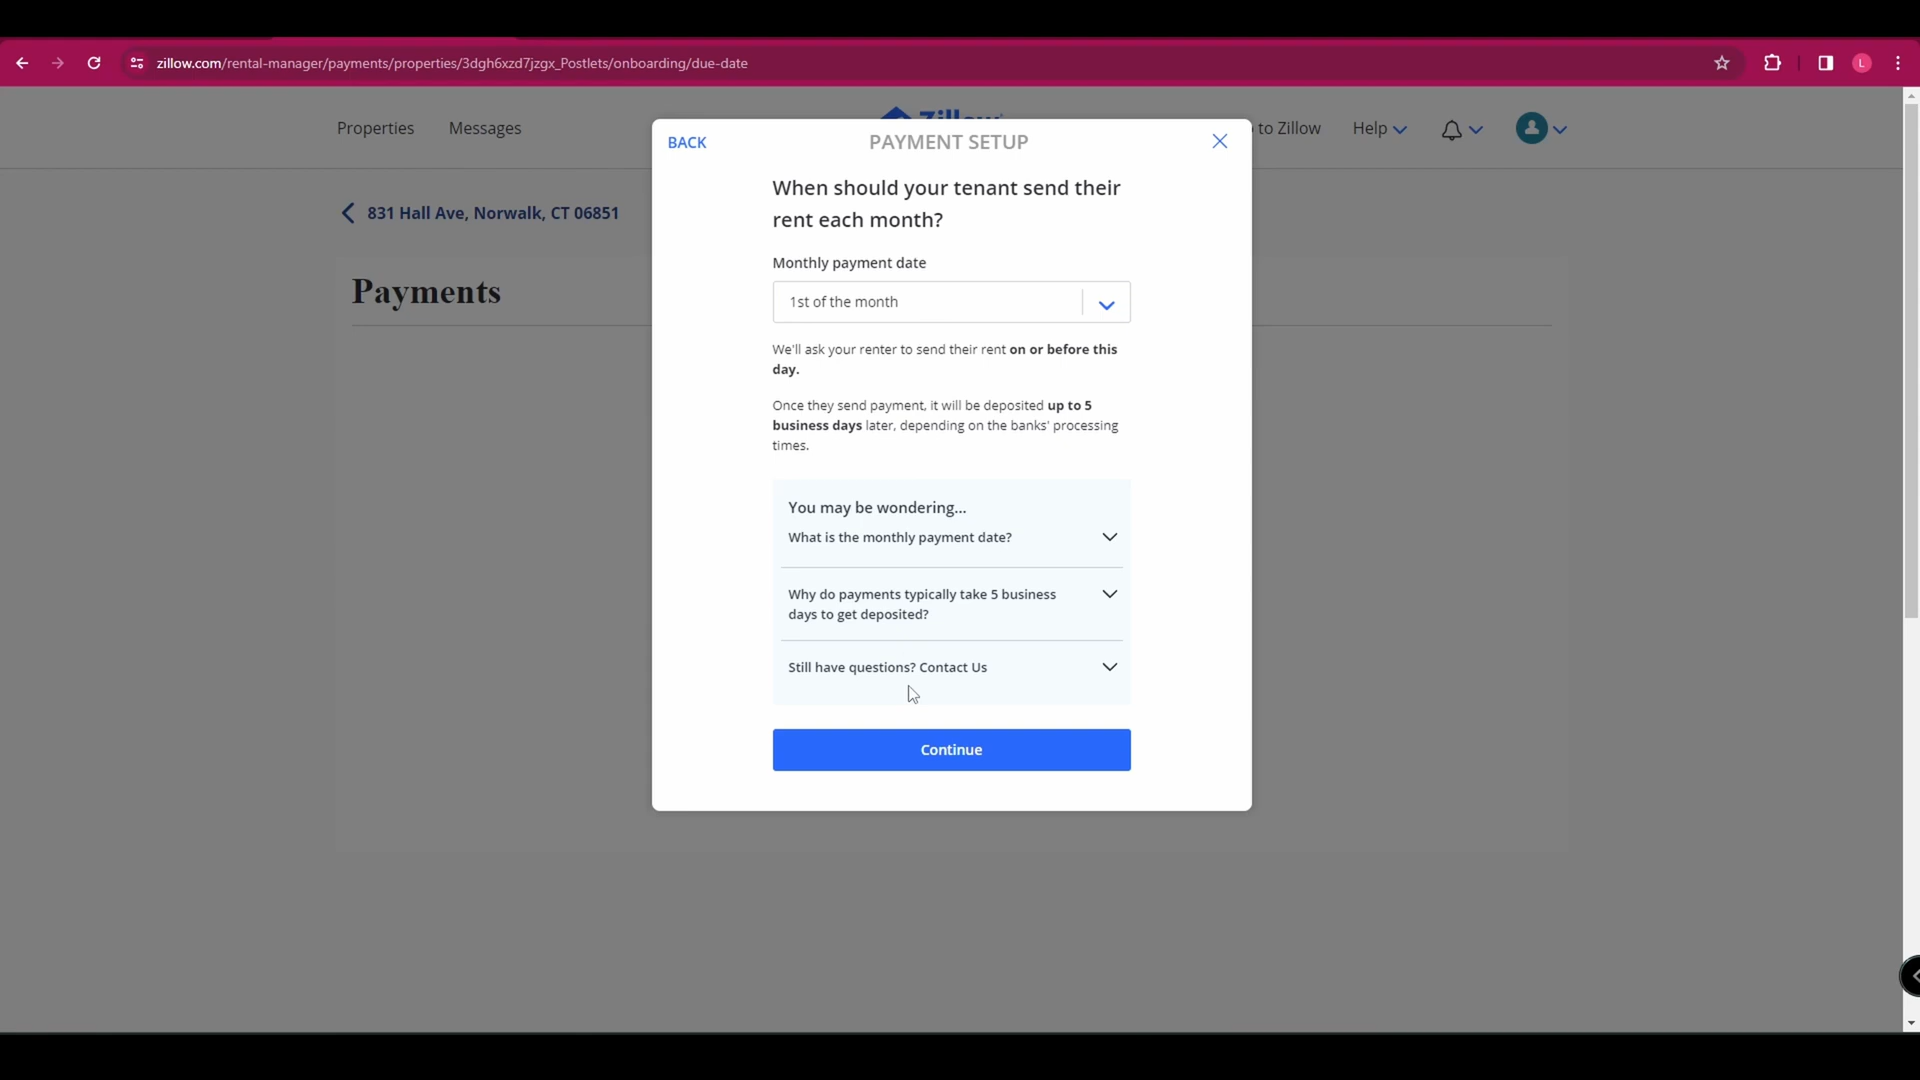 zillow.com/rental-manager/payments/properties/3dgh6xzd7jzgx_Postlets/onboarding/due-date
L
Properties
Messages
to Zillow
Help
BACK
PAYMENT SETUP
When should your tenant send their
rent each month?
831 Hall Ave, Norwalk, CT 06851
Payments
Monthly payment date
1st of the month
We'll ask your renter to send their rent on or before this
day.
Once they send payment, it will be deposited up to 5
business days later, depending on the banks' processing
times.
You may be wondering...
What is the monthly payment date?
Why do payments typically take 5 business
days to get deposited?
Still have questions? Contact Us
Continue